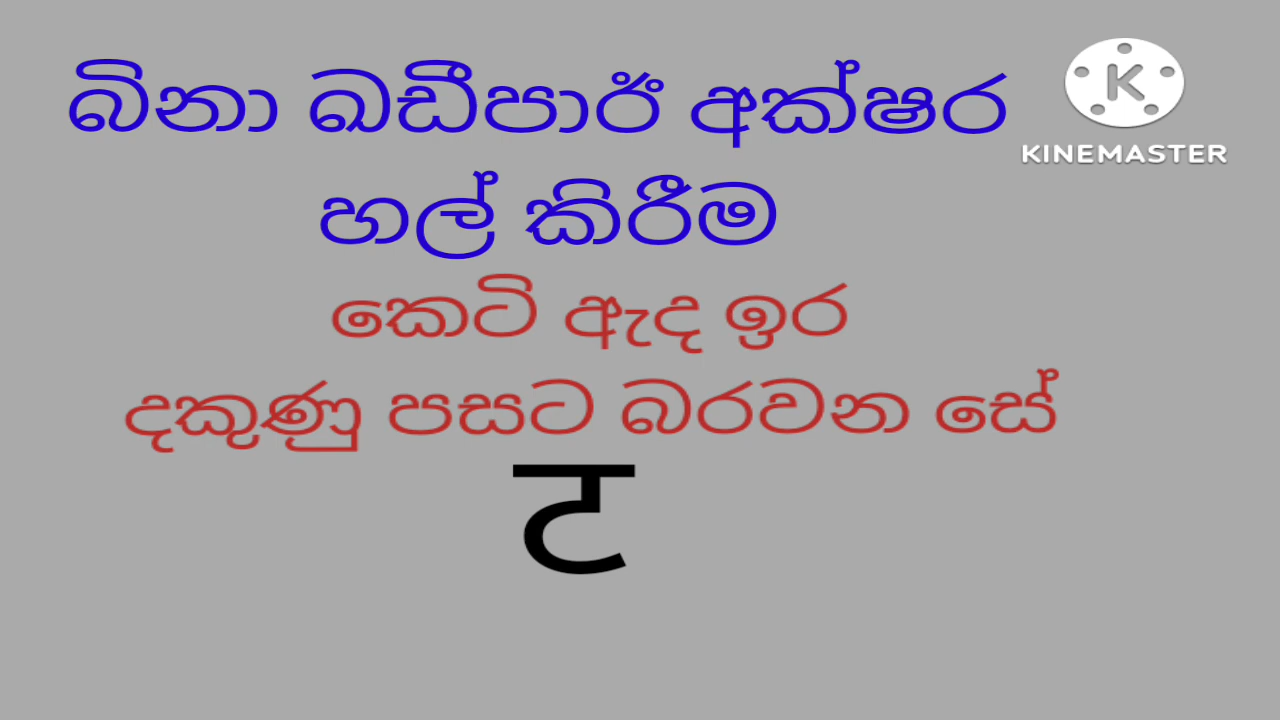 බිනා ඛඩීපාඊ අක්ෂර
KINEMASTER
හල් කිරීම
කෙටි ඇද ඉර
දකුණු පසට බරවන සේ
ट